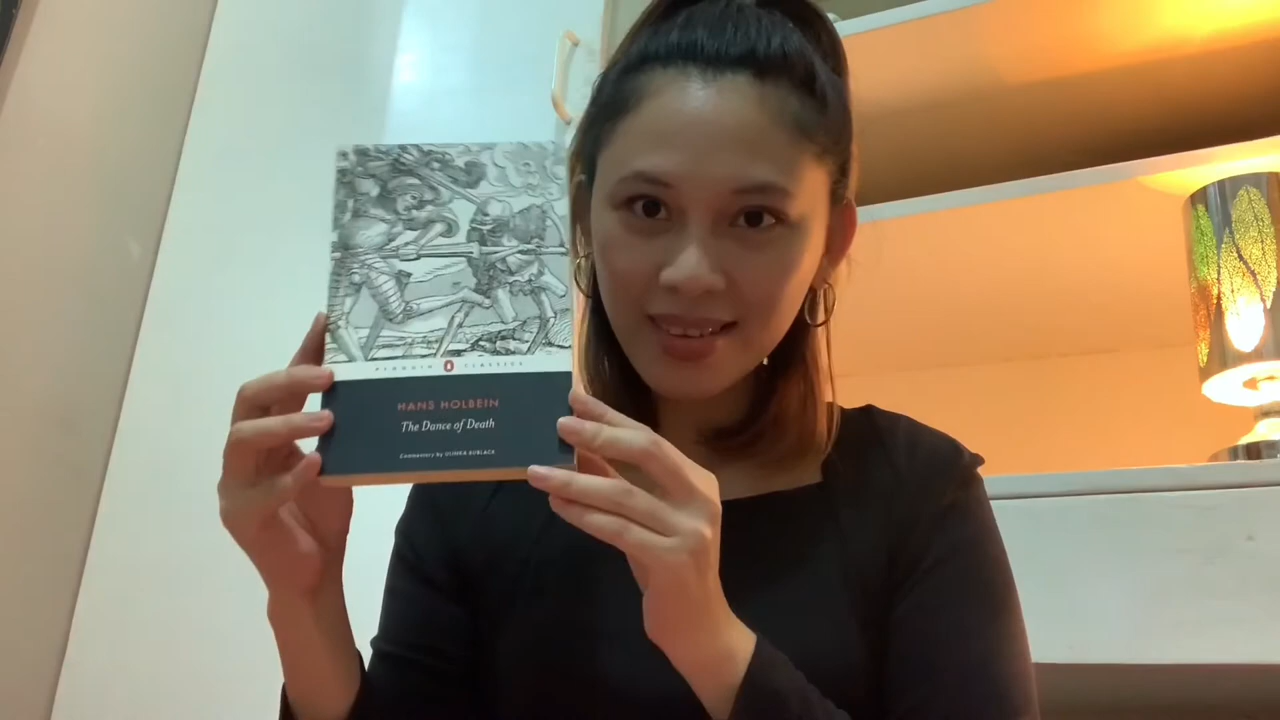 PENGUIN CLASSICS
HANS HOLBEIN
The Dance of Death
Commentary by ULINKA RUBLACK